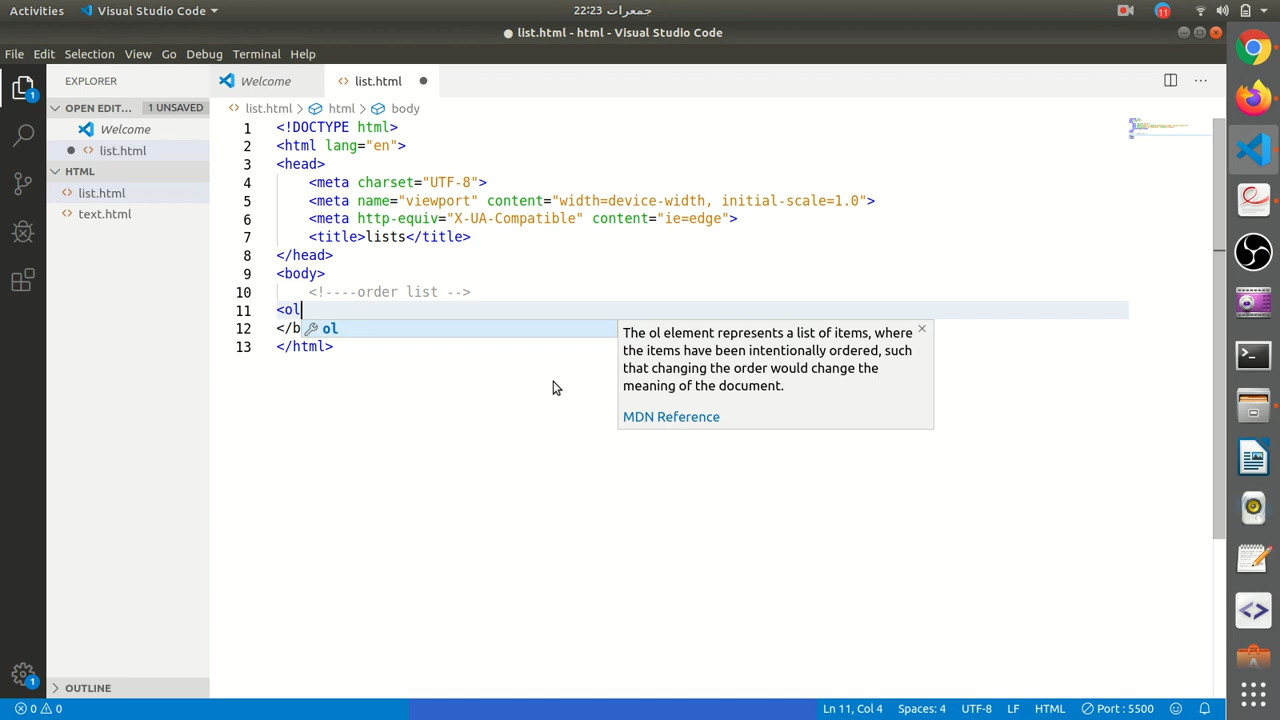 Activities Visual Studio Code 22:23 جمعرات 11
list.html - html - Visual Studio Code
File Edit Selection View Go Debug Terminal Help
EXPLORER Welcome list.html
OPEN EDIT... 1 UNSAVED
Welcome
list.html
HTML
list.html
text.html
OUTLINE
list.html html body
1 <!DOCTYPE html>
2 <html lang="en">
3 <head>
4 <meta charset="UTF-8">
5 <meta name="viewport" content="width=device-width, initial-scale=1.0">
6 <meta http-equiv="X-UA-Compatible" content="ie=edge">
7 <title>lists</title>
8 </head>
9 <body>
10 <!----order list -->
11 <ol
12 </b
13 </html>
ol
The ol element represents a list of items, where
the items have been intentionally ordered, such
that changing the order would change the
meaning of the document.
MDN Reference
1
1
0 0 Ln 11, Col 4 Spaces: 4 UTF-8 LF HTML Port : 5500